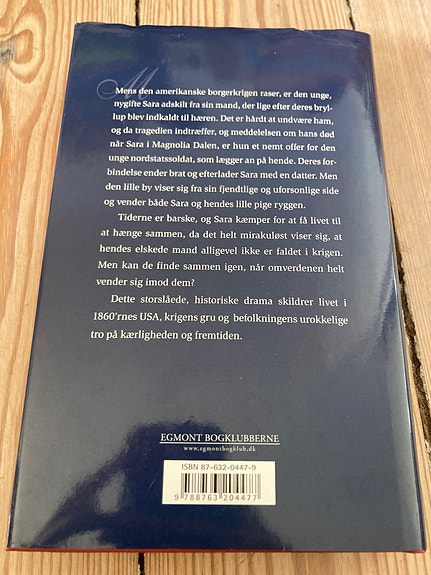 M
Mens den amerikanske borgerkrigen raser, er den unge,
nygifte Sara adskilt fra sin mand, der lige efter deres bryl-
lup blev indkaldt til hæren. Det er hårdt at undvære ham,
og da tragedien indtræffer, og meddelelsen om hans død
når Sara i Magnolia Dalen, er hun et nemt offer for den
unge nordstatssoldat, som lægger an på hende. Deres for-
bindelse ender brat og efterlader Sara med en datter. Men
den lille by viser sig fra sin fjendtlige og uforsonlige side
og vender både Sara og hendes lille pige ryggen.
Tiderne er barske, og Sara kæmper for at få livet til
at hænge sammen, da det helt mirakuløst viser sig, at
hendes elskede mand alligevel ikke er faldet i krigen.
Men kan de finde sammen igen, når omverdenen helt
vender sig imod dem?
Dette storslåede, historiske drama skildrer livet i
1860'rnes USA, krigens gru og befolkningens urokkelige
tro på kærligheden og fremtiden.
EGMONT BOGKLUBBERNE
www.egmontbogklub.dk
ISBN 87-632-0447-9
9 788763 204477